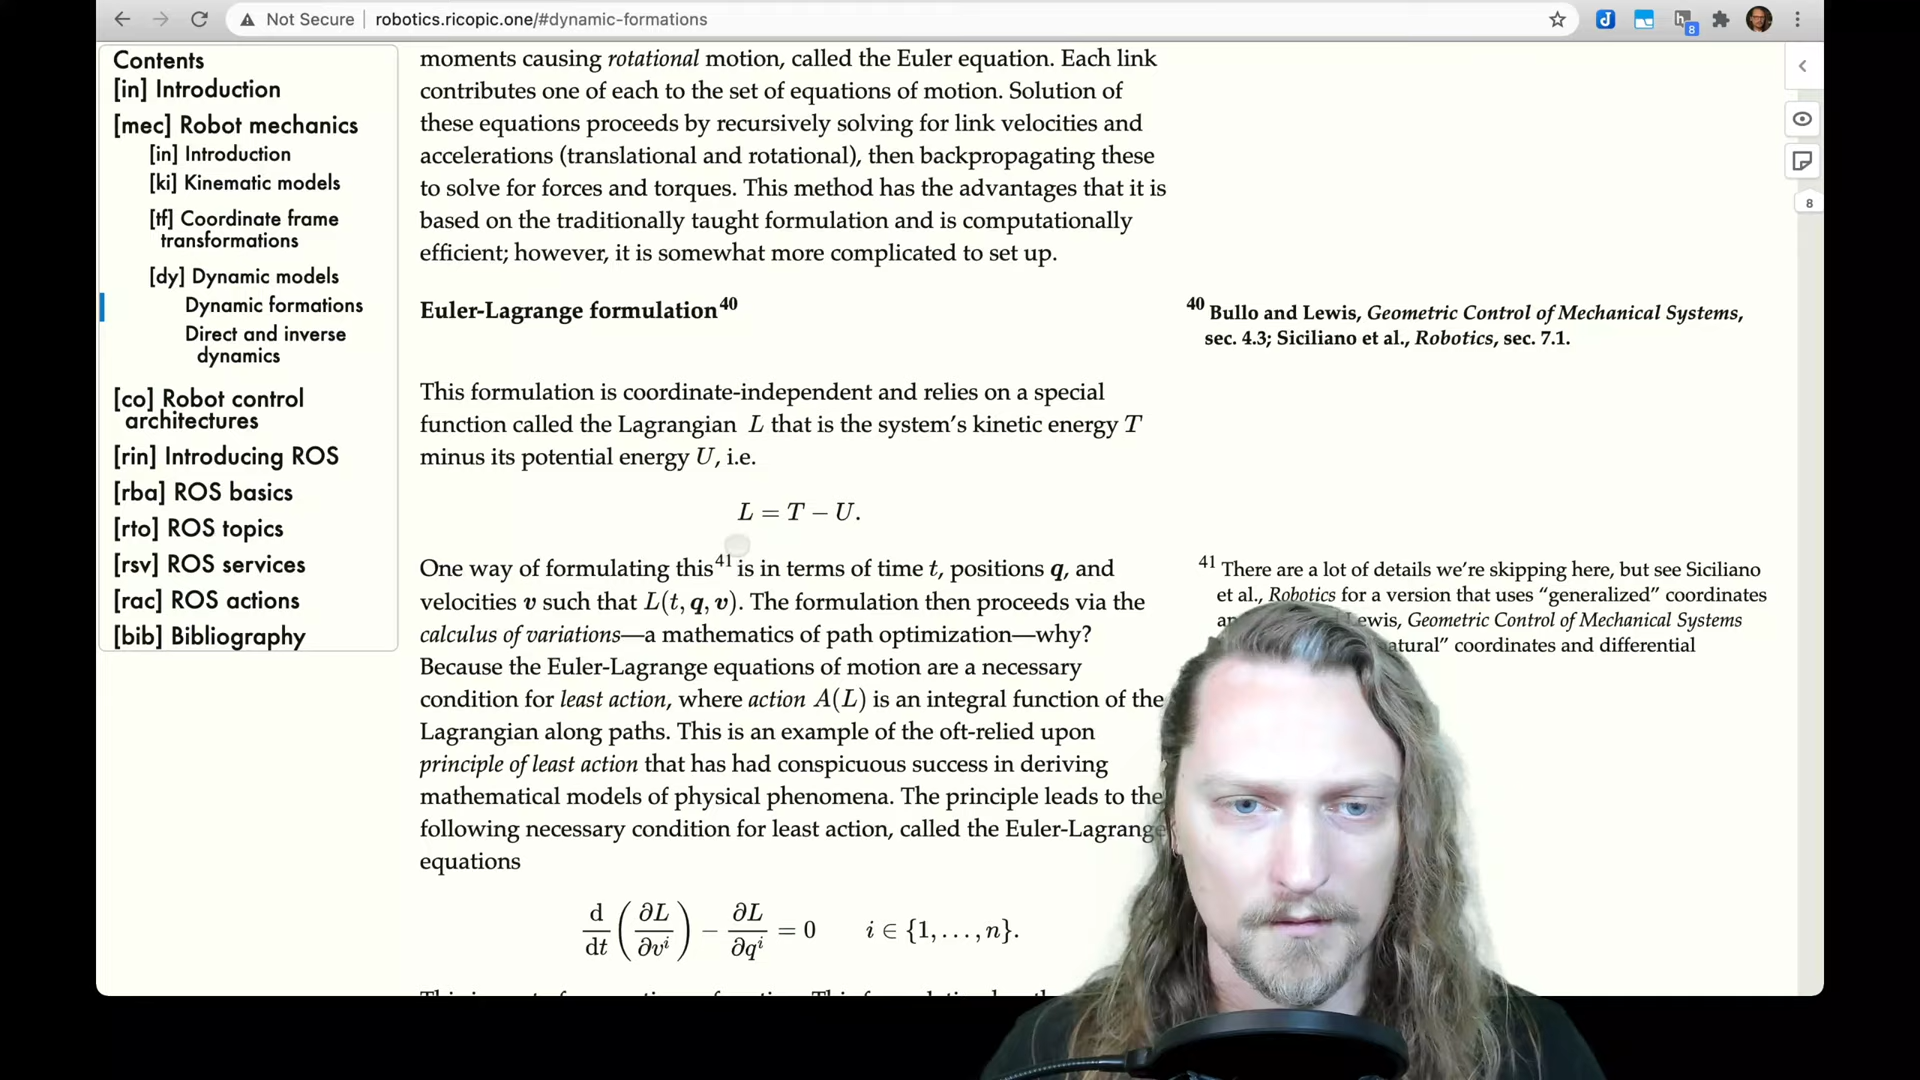 Not Secure | robotics.ricopic.one/#dynamic-formations
8
Contents
[in] Introduction
[mec] Robot mechanics
[in] Introduction
[ki] Kinematic models
[tf] Coordinate frame
transformations
[dy] Dynamic models
Dynamic formations
Direct and inverse
dynamics
[co] Robot control
architectures
[rin] Introducing ROS
[rba] ROS basics
[rto] ROS topics
[rsv] ROS services
[rac] ROS actions
[bib] Bibliography
moments causing rotational motion, called the Euler equation. Each link
contributes one of each to the set of equations of motion. Solution of
these equations proceeds by recursively solving for link velocities and
accelerations (translational and rotational), then backpropagating these
to solve for forces and torques. This method has the advantages that it is
based on the traditionally taught formulation and is computationally
efficient; however, it is somewhat more complicated to set up.
8
Euler-Lagrange formulation⁴⁰
⁴⁰ Bullo and Lewis, Geometric Control of Mechanical Systems,
sec. 4.3; Siciliano et al., Robotics, sec. 7.1.
This formulation is coordinate-independent and relies on a special
function called the Lagrangian L that is the system’s kinetic energy T
minus its potential energy U, i.e.
L = T − U.
One way of formulating this⁴¹ is in terms of time t, positions q, and
velocities v such that L(t, q, v). The formulation then proceeds via the
calculus of variations—a mathematics of path optimization—why?
Because the Euler-Lagrange equations of motion are a necessary
condition for least action, where action A(L) is an integral function of the
Lagrangian along paths. This is an example of the oft-relied upon
principle of least action that has had conspicuous success in deriving
mathematical models of physical phenomena. The principle leads to the
following necessary condition for least action, called the Euler-Lagrange
equations
d/dt (∂L/∂vⁱ) − ∂L/∂qⁱ = 0 i ∈ {1, …, n}.
⁴¹ There are a lot of details we’re skipping here, but see Siciliano
et al., Robotics for a version that uses “generalized” coordinates
Geometric Control of Mechanical Systems
coordinates and differential